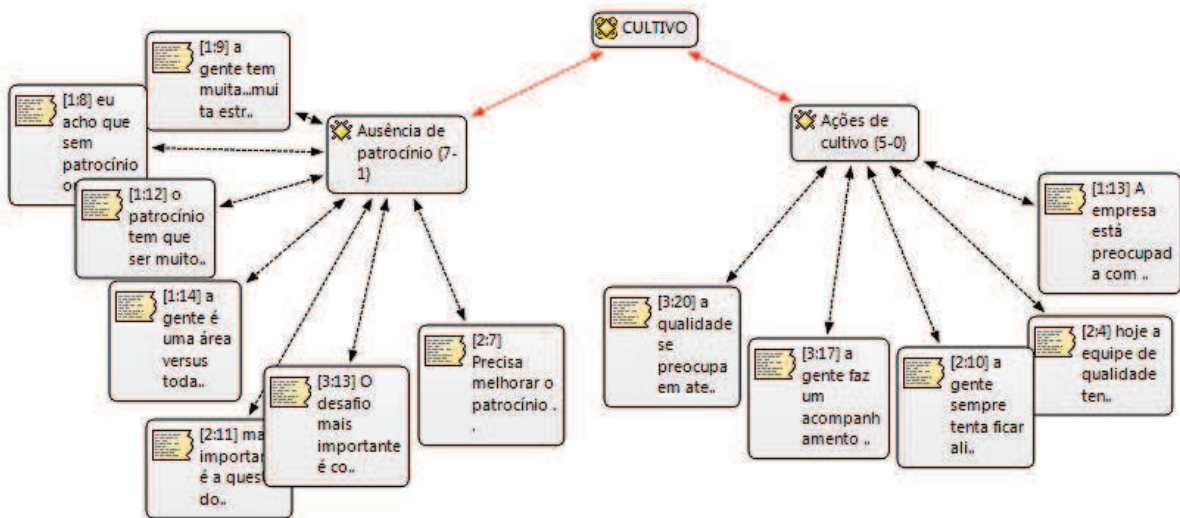 CULTIVO
[1:9] a
gente tem
muita...mui
ta estr..
[1:8] eu
acho que
sem
patrocínio
Ausência de
patrocínio {7-
1}
Ações de
cultivo {5-0}
[1:12] o
patrocínio
tem que
ser muito..
[1:13] A
empresa
está
preocupad
a com ..
[1:14] a
gente é
uma área
versus
toda..
[3:20] a
qualidade
se
preocupa
em ate..
[2:7]
Precisa
melhorar o
patrocínio .
.
[3:17] a
gente faz
um
acompanh
amento ..
[2:10] a
gente
sempre
tenta ficar
ali..
[2:4] hoje a
equipe de
qualidade
ten..
[3:13] O
desafio
mais
importante
é co..
[2:11] ma
importan
é a quest
do..